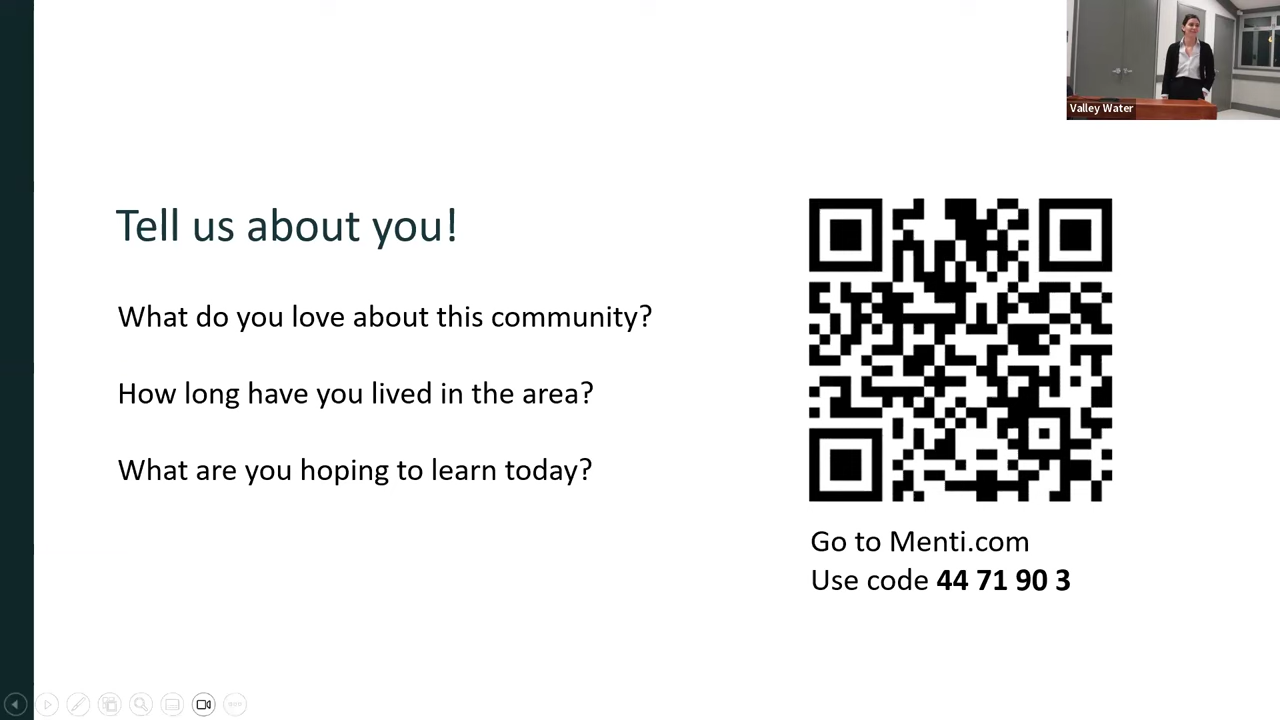 Valley Water
Tell us about you!
What do you love about this community?
How long have you lived in the area?
What are you hoping to learn today?
Go to Menti.com
Use code 44 71 90 3